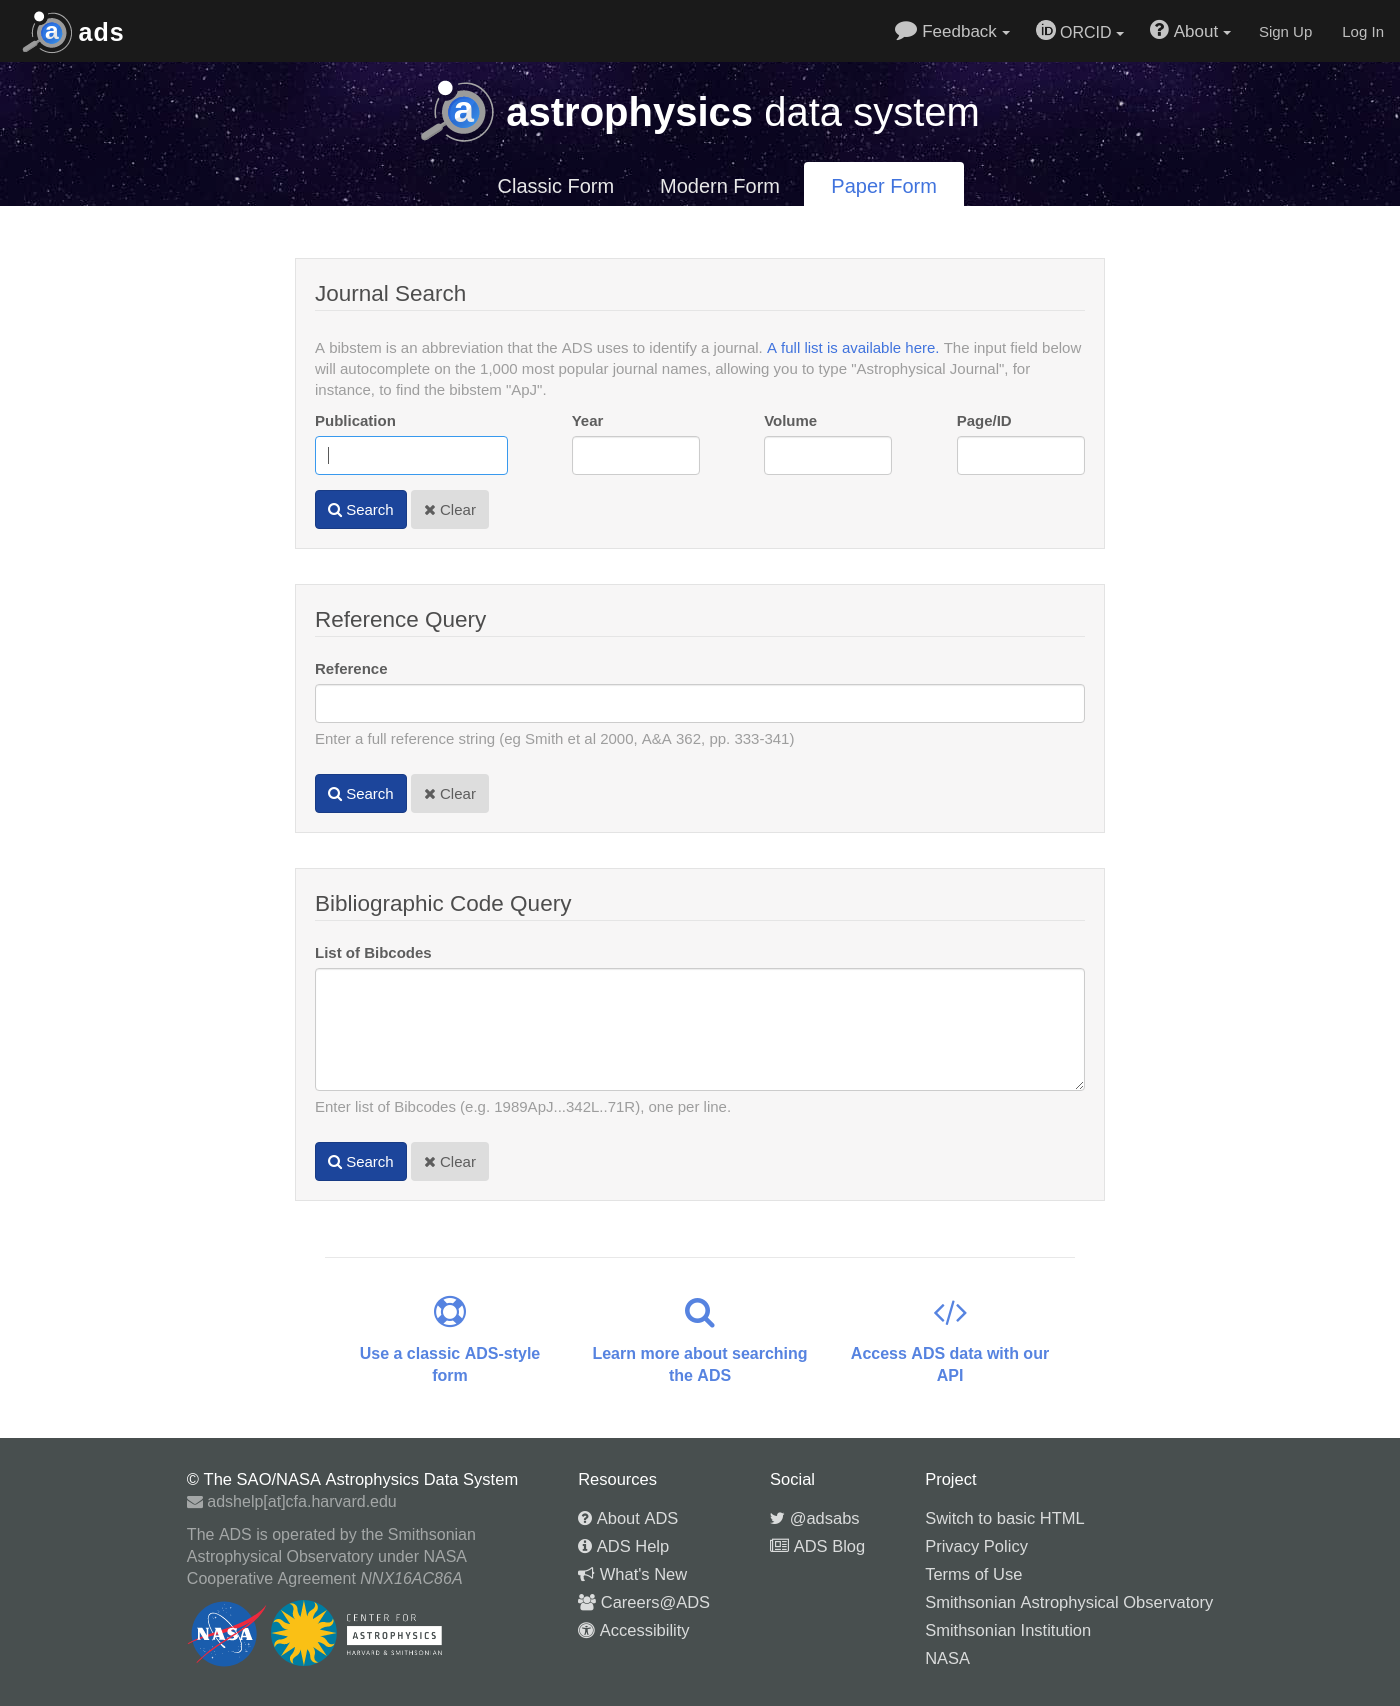 a ads
Feedback
iD ORCID
About
Sign Up
Log In
a astrophysics data system
Classic Form
Modern Form
Paper Form
Journal Search
A bibstem is an abbreviation that the ADS uses to identify a journal. A full list is available here. The input field below
will autocomplete on the 1,000 most popular journal names, allowing you to type "Astrophysical Journal", for
instance, to find the bibstem "ApJ".
Publication
Year
Volume
Page/ID
Search
Clear
Reference Query
Reference
Enter a full reference string (eg Smith et al 2000, A&A 362, pp. 333-341)
Search
Clear
Bibliographic Code Query
List of Bibcodes
Enter list of Bibcodes (e.g. 1989ApJ...342L..71R), one per line.
Search
Clear
Use a classic ADS-style
form
Learn more about searching
the ADS
Access ADS data with our
API
© The SAO/NASA Astrophysics Data System
adshelp[at]cfa.harvard.edu
The ADS is operated by the Smithsonian
Astrophysical Observatory under NASA
Cooperative Agreement NNX16AC86A
NASA
CENTER FOR
ASTROPHYSICS
HARVARD & SMITHSONIAN
Resources
About ADS
ADS Help
What's New
Careers@ADS
Accessibility
Social
@adsabs
ADS Blog
Project
Switch to basic HTML
Privacy Policy
Terms of Use
Smithsonian Astrophysical Observatory
Smithsonian Institution
NASA